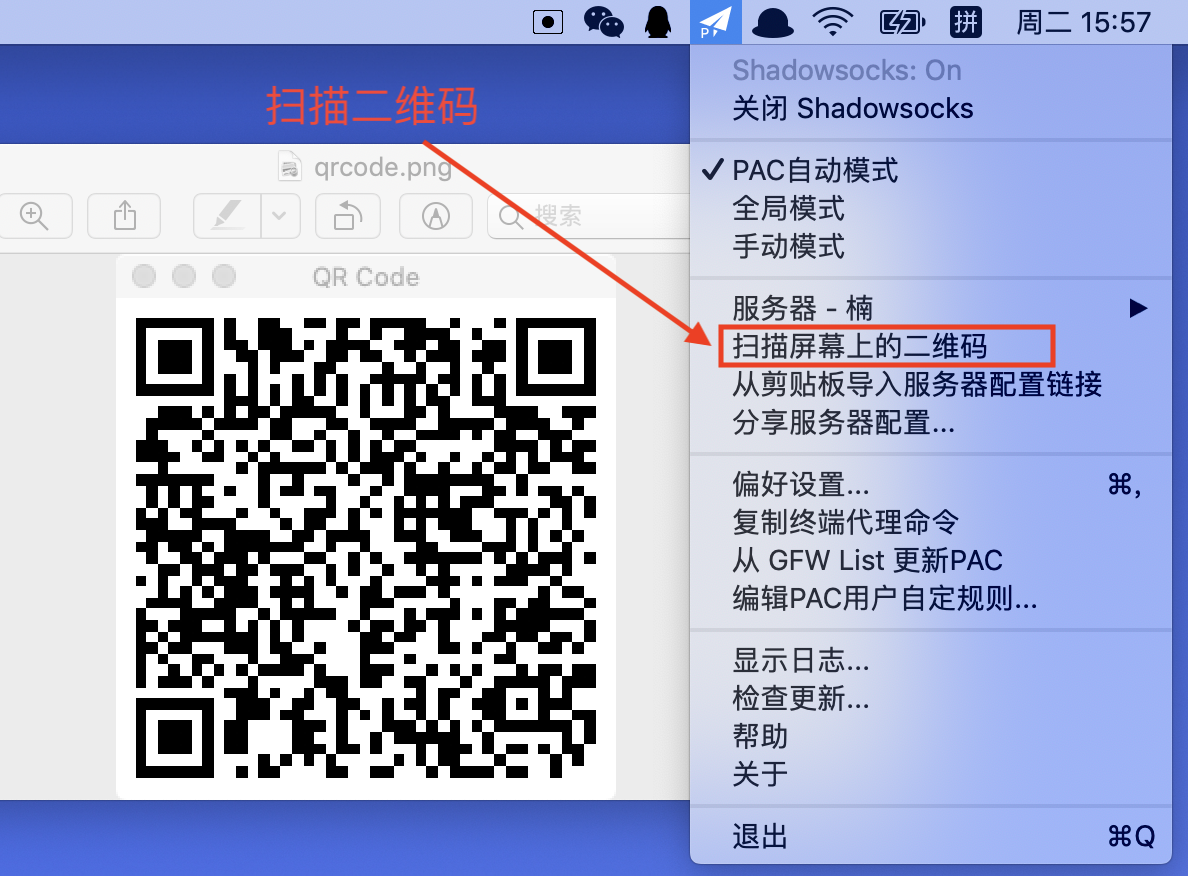 拼
周二 15:57
扫描二维码
qrcode.png
搜索
QR Code
P
Shadowsocks: On
关闭 Shadowsocks
✓ PAC自动模式
全局模式
手动模式
服务器 - 楠
扫描屏幕上的二维码
从剪贴板导入服务器配置链接
分享服务器配置...
偏好设置... ⌘,
复制终端代理命令
从 GFW List 更新PAC
编辑PAC用户自定规则...
显示日志...
检查更新...
帮助
关于
退出 ⌘Q